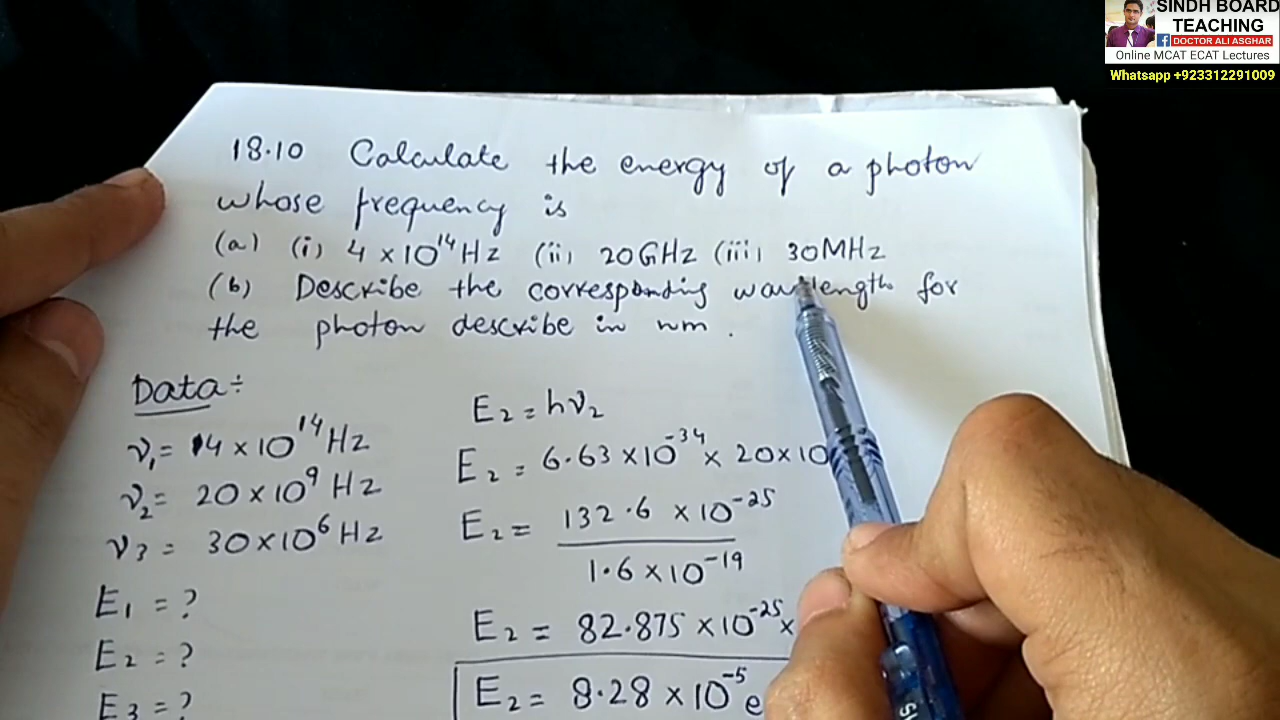 SINDH BOARD
TEACHING
DOCTOR ALI ASGHAR
Online MCAT ECAT Lectures
Whatsapp +923312291009
18.10 Calculate the energy of a photon
whose frequency is
(a) (i) 4 × 10¹⁴ Hz (ii) 20GHz (iii) 30MHz
(b) Describe the corresponding wavelength for
the photon describe in nm.
Data÷
ν₁ = 4 × 10¹⁴ Hz
ν₂ = 20 × 10⁹ Hz
ν₃ = 30 × 10⁶ Hz
E₁ = ?
E₂ = ?
E₃ = ?
E₂ = hν₂
E₂ = 6.63 × 10⁻³⁴ × 20 × 10
E₂ = 132.6 × 10⁻²⁵
1.6 × 10⁻¹⁹
E₂ = 82.875 × 10⁻²⁵ ×
E₂ = 8.28 × 10⁻⁵ e